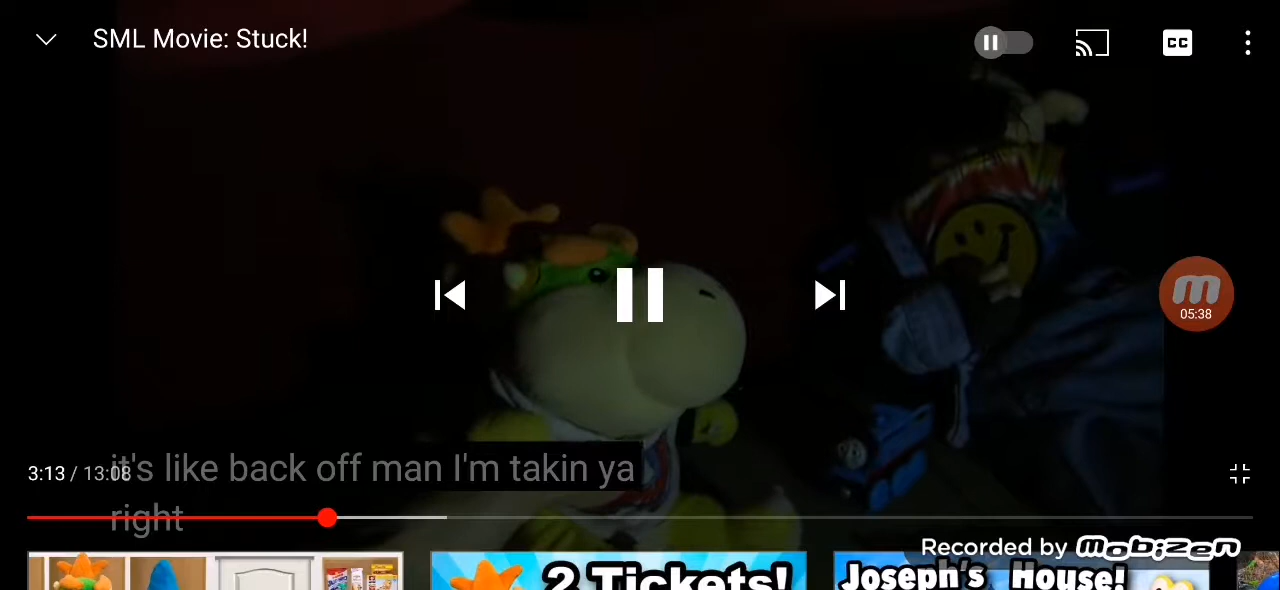 SML Movie: Stuck!
CC
m
05:38
it's like back off man I'm takin ya
3:13 / 13:08
right
Recorded by mobizen
2 Tickets!
Joseph's House!